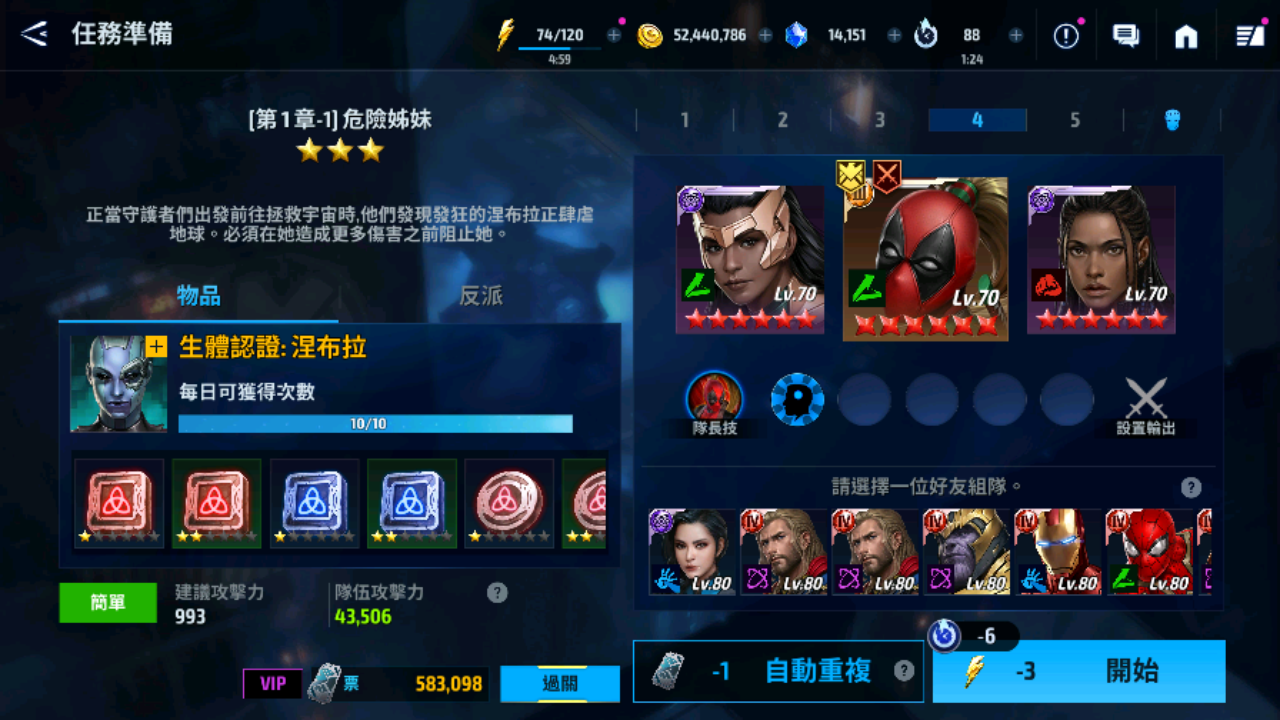 任務準備
74/120
4:59
52,440,786
14,151
88
1:24
[第1章-1] 危險姊妹
正當守護者們出發前往拯救宇宙時,他們發現發狂的涅布拉正肆虐
地球。必須在她造成更多傷害之前阻止她。
物品
反派
生體認證: 涅布拉
每日可獲得次數
10/10
簡單
建議攻擊力
993
隊伍攻擊力
43,506
?
VIP
票
583,098
過關
1
2
3
4
5
Lv.70
Lv.70
Lv.70
隊長技
設置輪出
請選擇一位好友組隊。
?
Lv.80
IV
Lv.80
IV
Lv.80
IV
Lv.80
IV
Lv.80
IV
Lv.80
-1
自動重複
?
-6
-3
開始